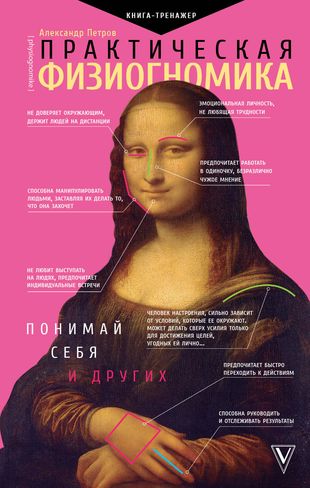 КНИГА-ТРЕНАЖЕР
Александр Петров
[ physiognomike ]
ПРАКТИЧЕСКАЯ
ФИЗИОГНОМИКА
НЕ ДОВЕРЯЕТ ОКРУЖАЮЩИМ,
ДЕРЖИТ ЛЮДЕЙ НА ДИСТАНЦИИ
ЭМОЦИОНАЛЬНАЯ ЛИЧНОСТЬ,
НЕ ЛЮБЯЩАЯ ТРУДНОСТИ
ПРЕДПОЧИТАЕТ РАБОТАТЬ
В ОДИНОЧКУ, БЕЗРАЗЛИЧНО
ЧУЖОЕ МНЕНИЕ
СПОСОБНА МАНИПУЛИРОВАТЬ
ЛЮДЬМИ, ЗАСТАВЛЯЯ ИХ ДЕЛАТЬ ТО,
ЧТО ОНА ЗАХОЧЕТ
НЕ ЛЮБИТ ВЫСТУПАТЬ
НА ЛЮДЯХ, ПРЕДПОЧИТАЕТ
ИНДИВИДУАЛЬНЫЕ ВСТРЕЧИ
ЧЕЛОВЕК НАСТРОЕНИЯ, СИЛЬНО ЗАВИСИТ
ОТ УСЛОВИЙ, КОТОРЫЕ ЕЕ ОКРУЖАЮТ.
МОЖЕТ ДЕЛАТЬ СВЕРХ УСИЛИЯ ТОЛЬКО
ДЛЯ ДОСТИЖЕНИЯ ЦЕЛЕЙ,
УГОДНЫХ ЕЙ ЛИЧНО...
ПОНИМАЙ
СЕБЯ
И ДРУГИХ
ПРЕДПОЧИТАЕТ БЫСТРО
ПЕРЕХОДИТЬ К ДЕЙСТВИЯМ
СПОСОБНА РУКОВОДИТЬ
И ОТСЛЕЖИВАТЬ РЕЗУЛЬТАТЫ
V